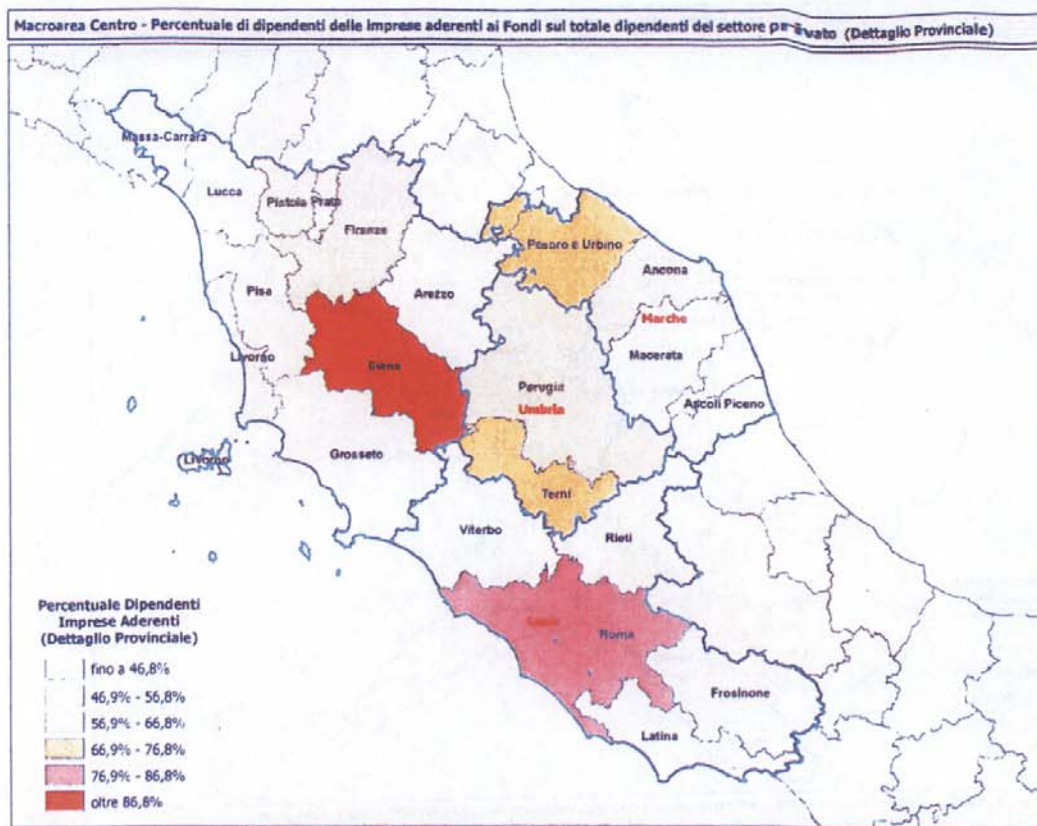 Macroarea Centro - Percentuale di dipendenti delle imprese aderenti ai Fondi sul totale dipendenti del settore privato (Dettaglio Provinciale)
Massa-Carrara
Lucca
Pistoia
Prato
Firenze
Pesaro e Urbino
Ancona
Pisa
Arezzo
Marche
Macerata
Livorno
Siena
Perugia
Umbria
Ascoli Piceno
Grosseto
Livorno
Terni
Viterbo
Rieti
Lazio
Roma
Frosinone
Latina
Percentuale Dipendenti
Imprese Aderenti
(Dettaglio Provinciale)
fino a 46,8%
46,9% - 56,8%
56,9% - 66,8%
66,9% - 76,8%
76,9% - 86,8%
oltre 86,8%